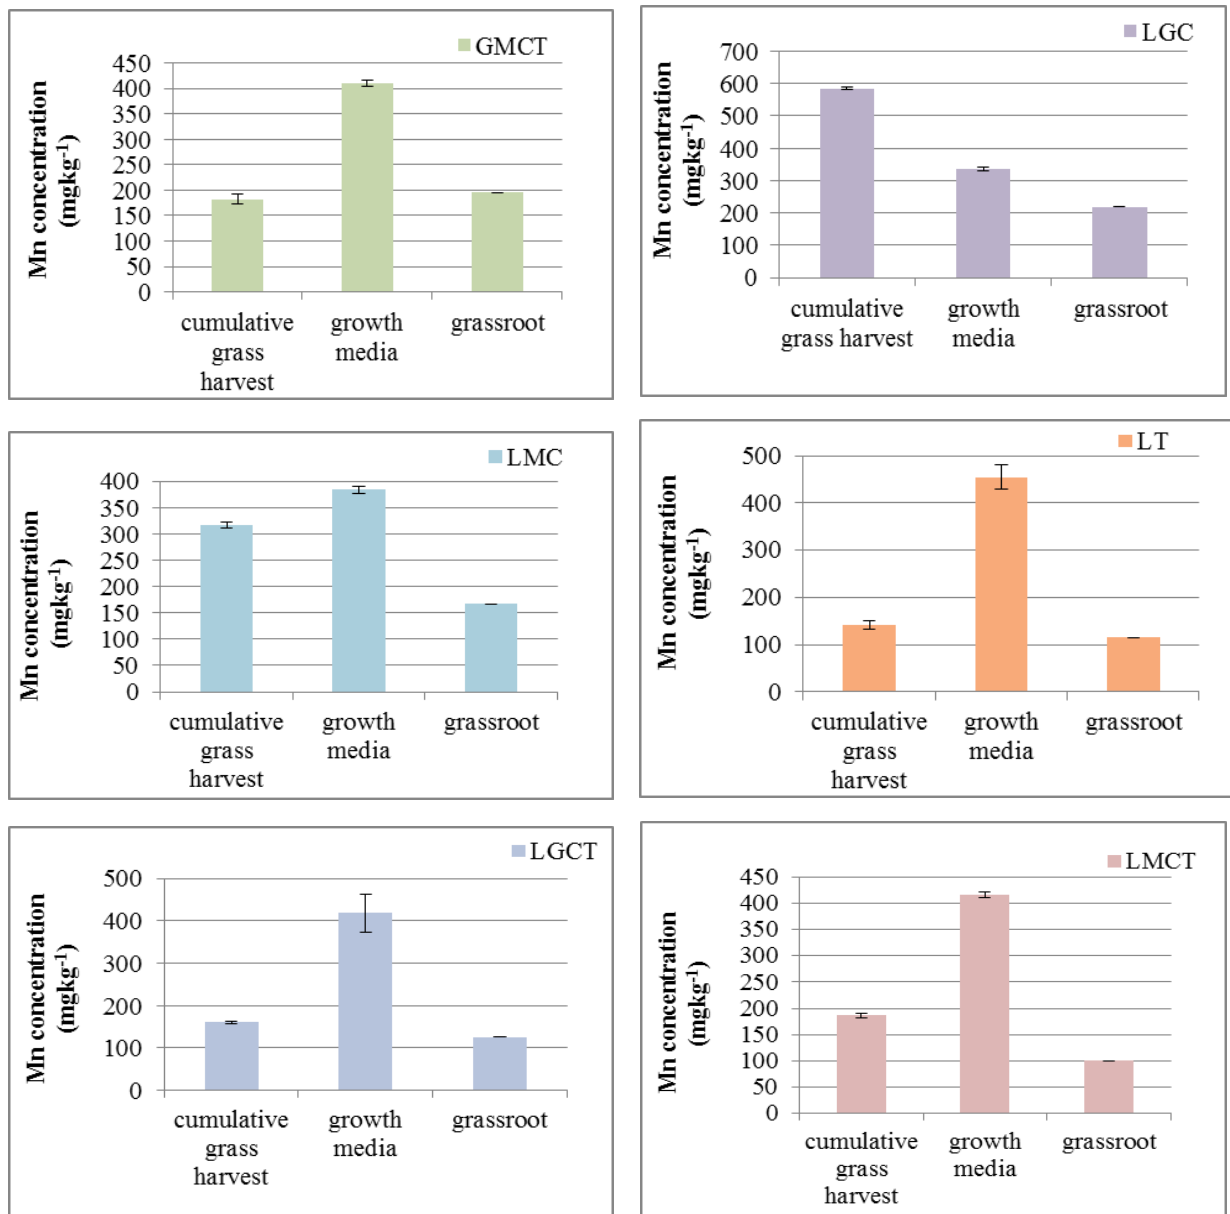 GMCT
Mn concentration
(mgkg-1)
450
400
350
300
250
200
150
100
50
0
cumulative
grass
harvest
growth
media
grassroot
LGC
Mn concentration
(mgkg-1)
700
600
500
400
300
200
100
0
cumulative
grass harvest
growth
media
grassroot
LMC
Mn concentration
(mgkg-1)
400
350
300
250
200
150
100
50
0
cumulative
grass
harvest
growth
media
grassroot
LT
Mn concentration
(mgkg-1)
500
400
300
200
100
0
cumulative
grass
harvest
growth
media
grassroot
LGCT
Mn concentration
(mgkg-1)
500
400
300
200
100
0
cumulative
grass
harvest
growth
media
grassroot
LMCT
Mn concentration
(mgkg-1)
450
400
350
300
250
200
150
100
50
0
cumulative
grass
harvest
growth
media
grassroot